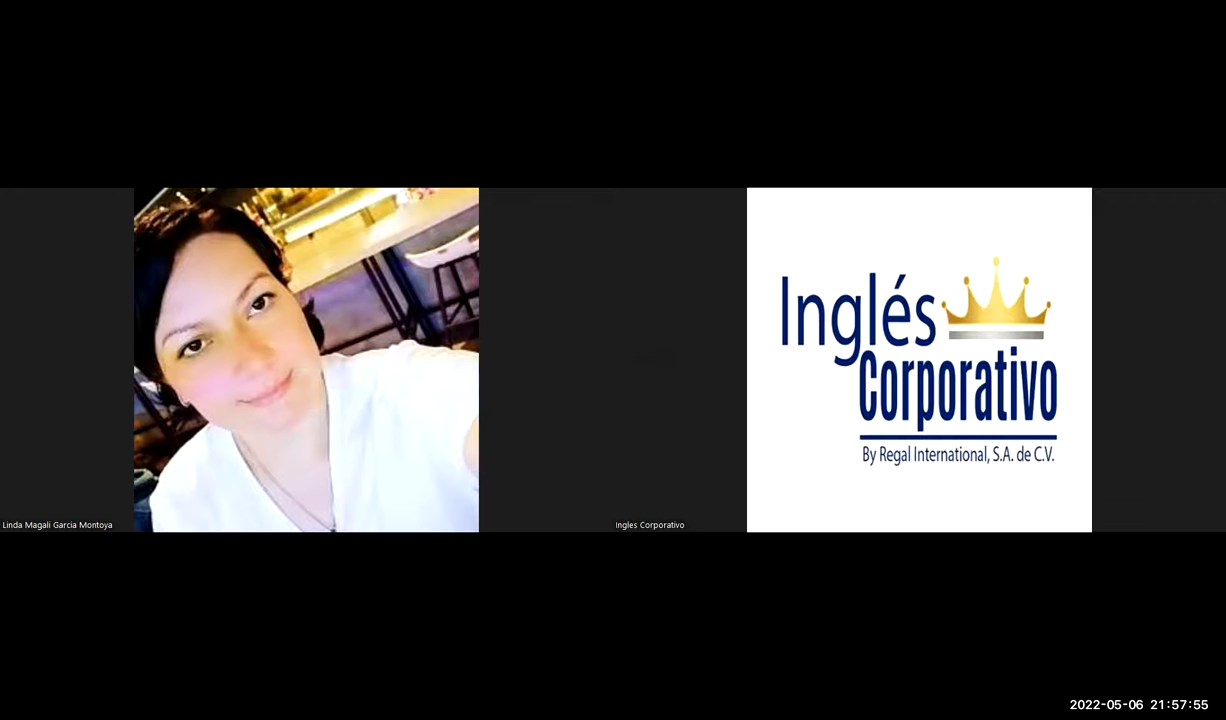 Inglés
Corporativo
By Regal International, S.A. de C.V.
Linda Magali Garcia Montoya
Ingles Corporativo
2022-05-06 21:57:55